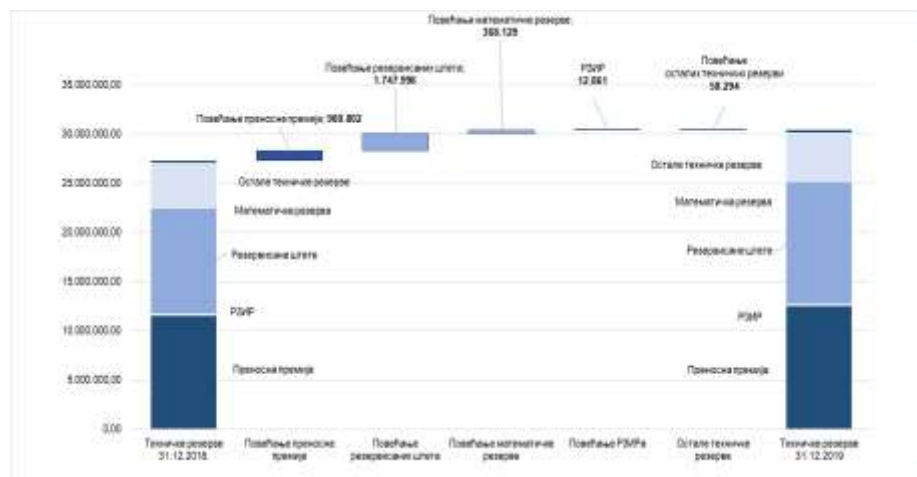 Повећање математичке резерве;
368.129
Повећање резервисаних штета;
1.747.996
РЗИР
12.061
Повећање
осталих техничких резерви
58.294
35.000.000,00
Повећање преносне премије; 968.802
30.000.000,00
Остале техничке резерве
Остале техничке резерве
25.000.000,00
Математичка резерва
Математичка резерва
20.000.000,00
Резервисане штете
Резервисане штете
15.000.000,00
РЗИР
РЗИР
10.000.000,00
Преносна премија
Преносна премија
5.000.000,00
0,00
Техничке резерве
31.12.2018.
Повећање преносне
премије
Повећање
резервисаних штета
Повећање математичке
резерве
Повећање РЗИРа
Остале техничке
резерве
Техничке резерве
31.12.2019